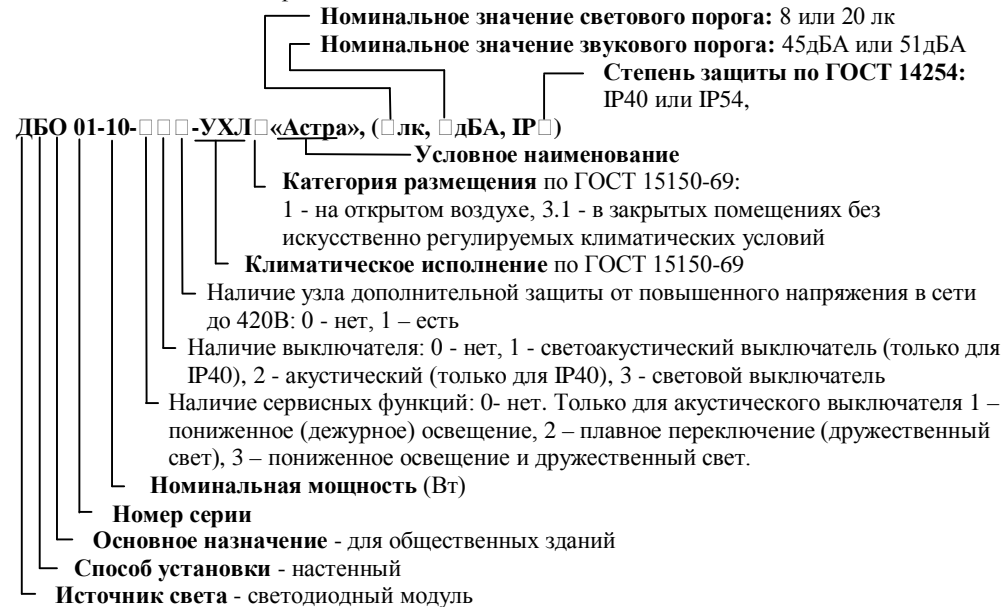 Номинальное значение светового порога: 8 или 20 лк
Номинальное значение звукового порога: 45дБА или 51дБА
Степень защиты по ГОСТ 14254:
IP40 или IP54,
ДБО 01-10-□□□-УХЛ□«Астра», (□лк, □дБА, IP□)
Условное наименование
Категория размещения по ГОСТ 15150-69:
1 - на открытом воздухе, 3.1 - в закрытых помещениях без
искусственно регулируемых климатических условий
Климатическое исполнение по ГОСТ 15150-69
Наличие узла дополнительной защиты от повышенного напряжения в сети
до 420В: 0 - нет, 1 – есть
Наличие выключателя: 0 - нет, 1 - светоакустический выключатель (только для
IP40), 2 - акустический (только для IP40), 3 - световой выключатель
Наличие сервисных функций: 0- нет. Только для акустического выключателя 1 –
пониженное (дежурное) освещение, 2 – плавное переключение (дружественный
свет), 3 – пониженное освещение и дружественный свет.
Номинальная мощность (Вт)
Номер серии
Основное назначение - для общественных зданий
Способ установки - настенный
Источник света - светодиодный модуль